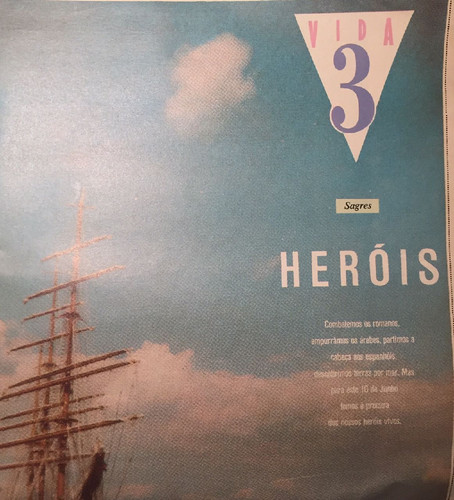 VIDA
3
Sagres
HERÓIS
Combatemos os romanos,
empurrámos os árabes, partimos a
cabeça aos espanhóis,
descobrimos terras por mar. Mas
para este 10 de Junho
fomos à procura
dos nossos heróis vivos.